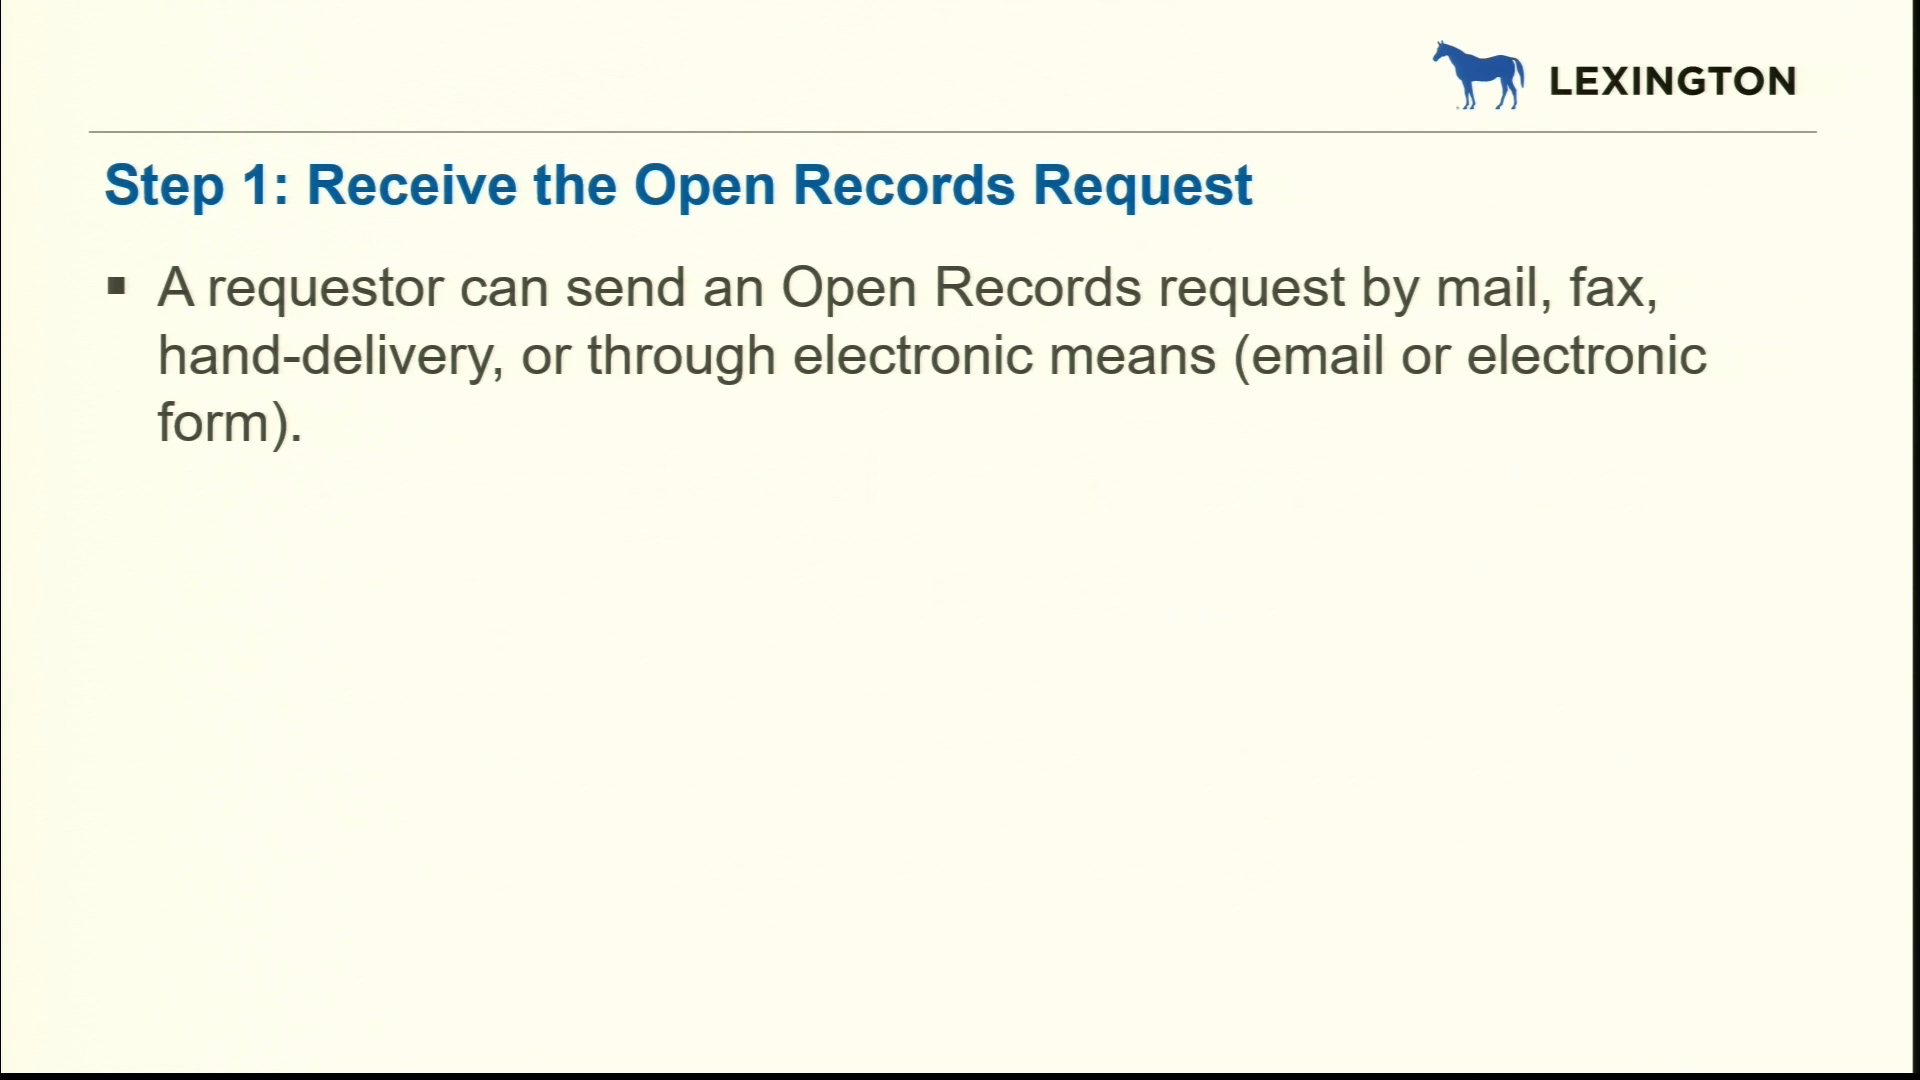 LEXINGTON
Step 1: Receive the Open Records Request
▪ A requestor can send an Open Records request by mail, fax,
hand-delivery, or through electronic means (email or electronic
form).